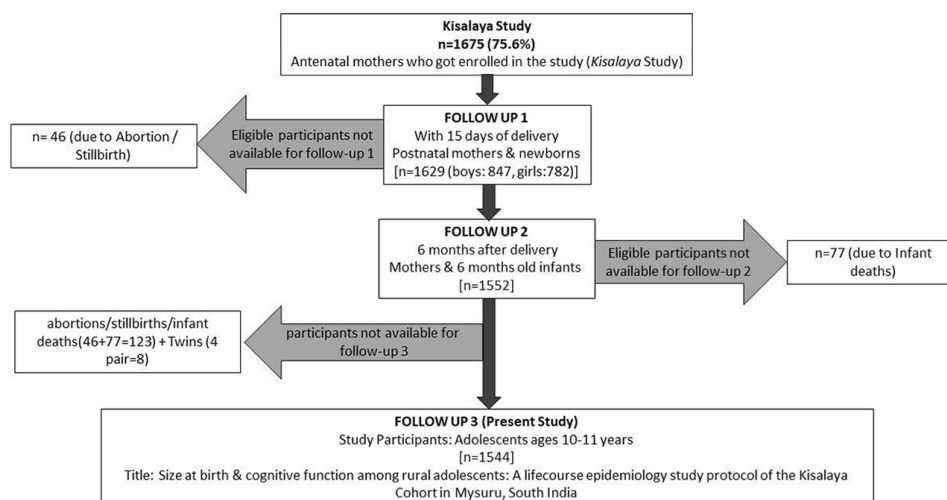 Kisalaya Study
n=1675 (75.6%)
Antenatal mothers who got enrolled in the study (Kisalaya Study)
n= 46 (due to Abortion /
Stillbirth)
Eligible participants not
available for follow-up 1
FOLLOW UP 1
With 15 days of delivery
Postnatal mothers & newborns
[n=1629 (boys: 847, girls:782)]
FOLLOW UP 2
6 months after delivery
Mothers & 6 months old infants
[n=1552]
Eligible participants not
available for follow-up 2
n=77 (due to Infant
deaths)
abortions/stillbirths/infant
deaths(46+77=123) + Twins (4
pair=8)
participants not available for
follow-up 3
FOLLOW UP 3 (Present Study)
Study Participants: Adolescents ages 10-11 years
[n=1544]
Title: Size at birth & cognitive function among rural adolescents: A lifecourse epidemiology study protocol of the Kisalaya
Cohort in Mysuru, South India